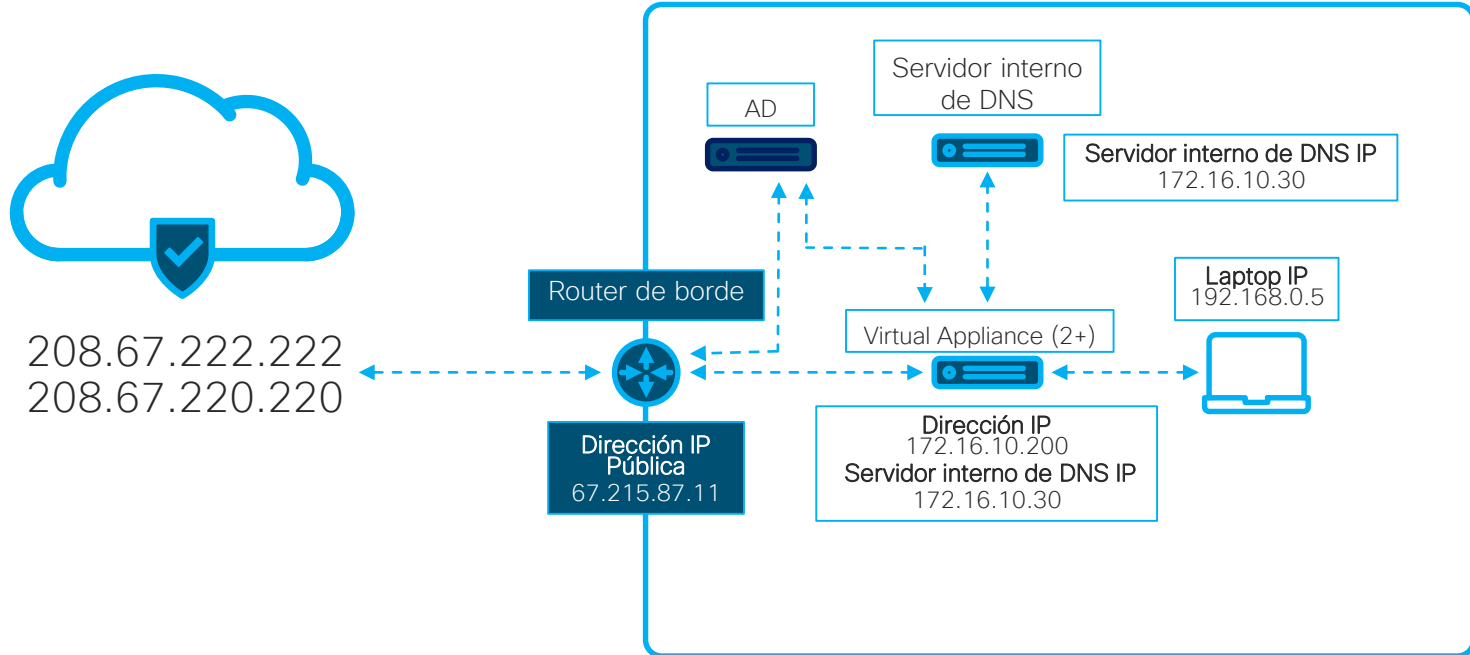 208.67.222.222
208.67.220.220
Router de borde
Dirección IP
Pública
67.215.87.11
AD
Servidor interno
de DNS
Servidor interno de DNS IP
172.16.10.30
Virtual Appliance (2+)
Dirección IP
172.16.10.200
Servidor interno de DNS IP
172.16.10.30
Laptop IP
192.168.0.5